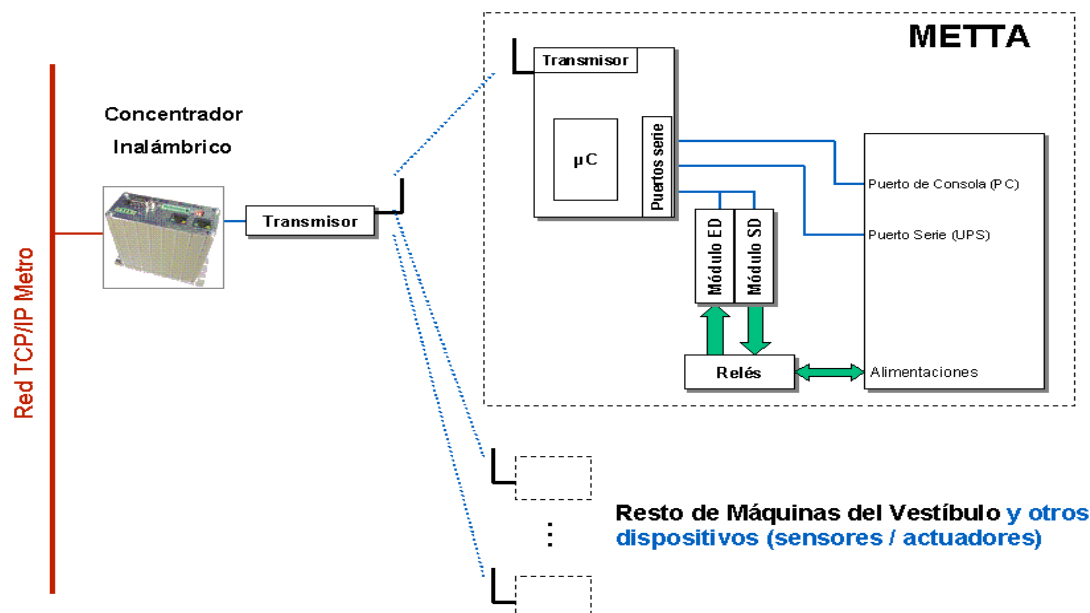 METTA
Transmisor
Concentrador
Inalámbrico
µC
Puertos serie
Puerto de Consola (PC)
Transmisor
Módulo ED
Módulo SD
Puerto Serie (UPS)
Red TCP/IP Metro
Relés
Alimentaciones
Resto de Máquinas del Vestíbulo y otros
dispositivos (sensores / actuadores)